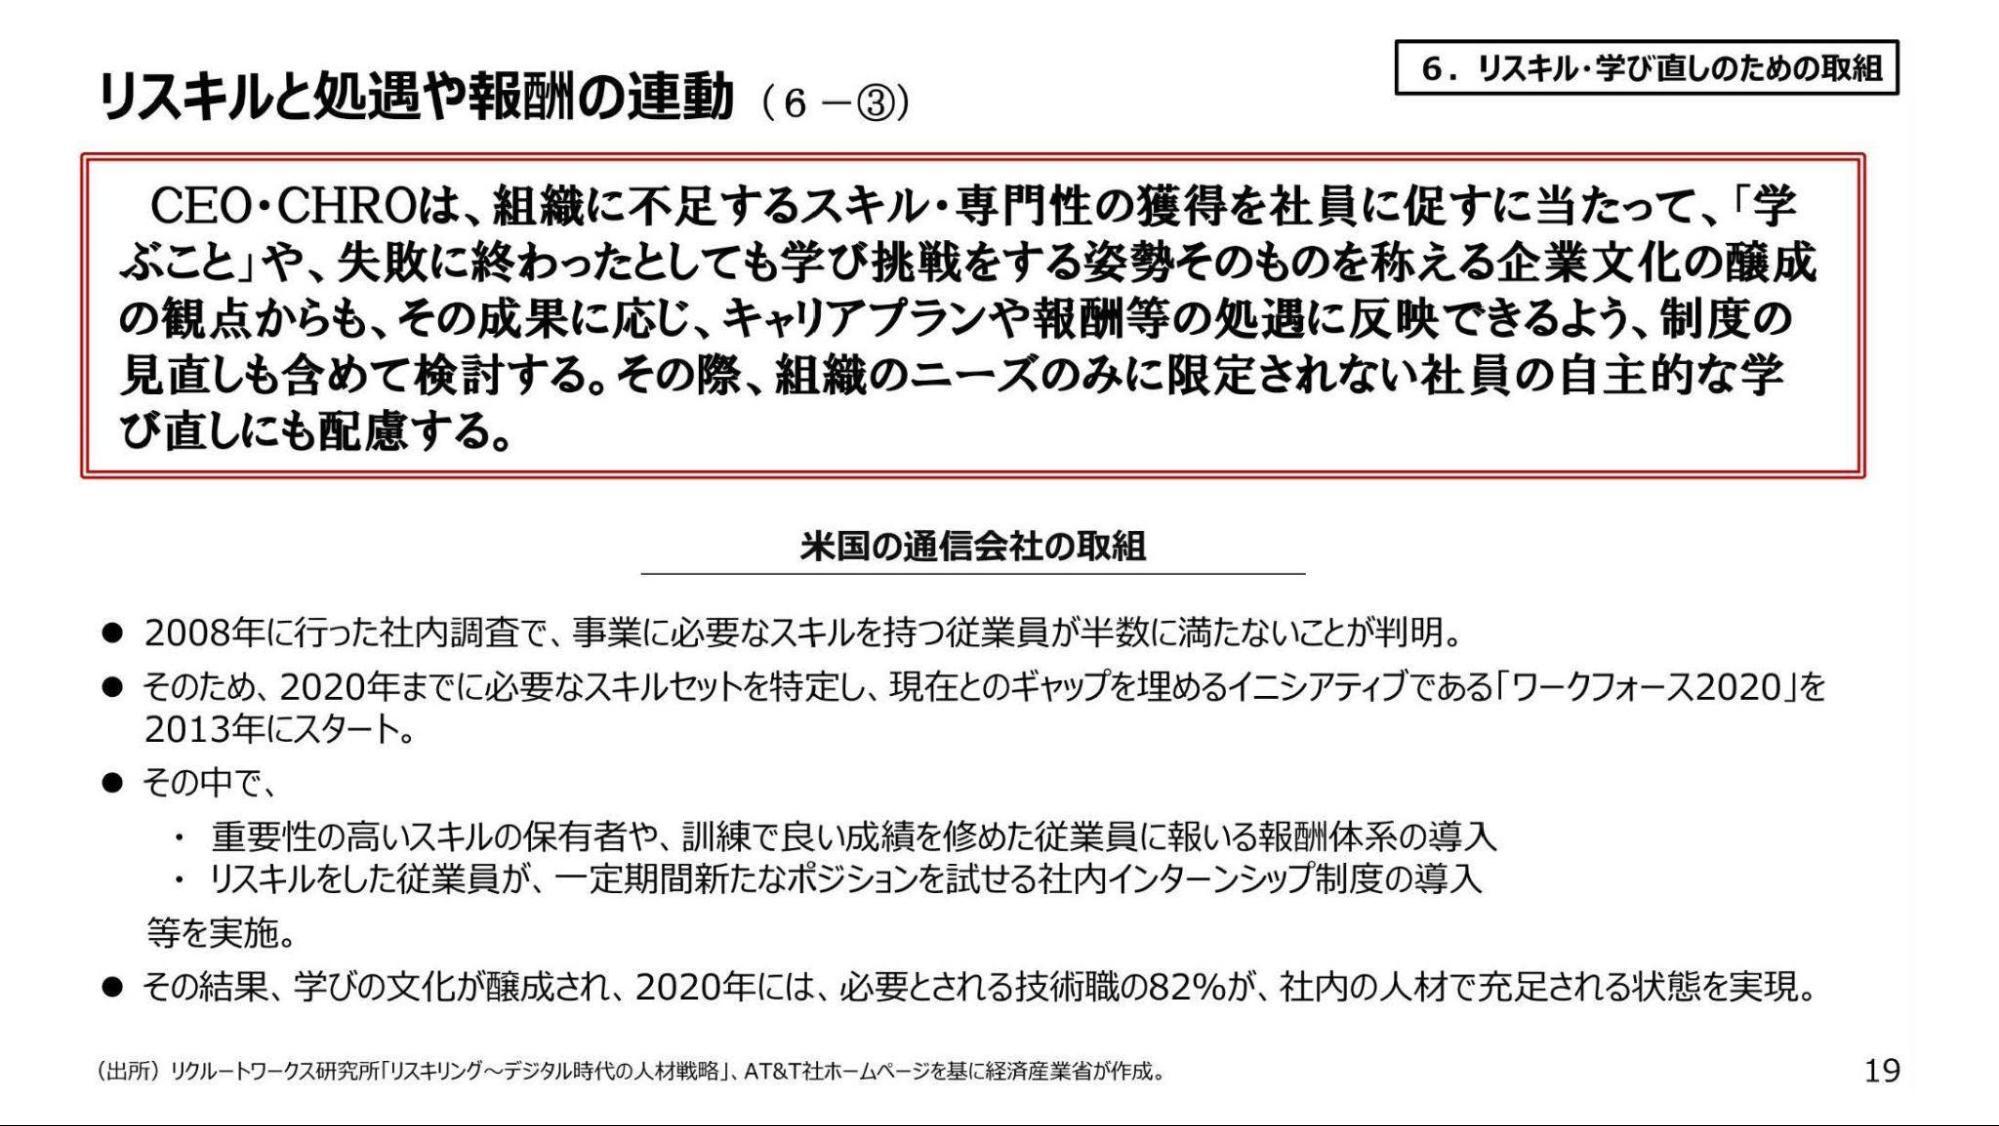 6．リスキル・学び直しのための取組
リスキルと処遇や報酬の連動（６－③）
CEO・CHROは、組織に不足するスキル・専門性の獲得を社員に促すに当たって、「学
ぶこと」や、失敗に終わったとしても学び挑戦をする姿勢そのものを称える企業文化の醸成
の観点からも、その成果に応じ、キャリアプランや報酬等の処遇に反映できるよう、制度の
見直しも含めて検討する。その際、組織のニーズのみに限定されない社員の自主的な学
び直しにも配慮する。
米国の通信会社の取組
● 2008年に行った社内調査で、事業に必要なスキルを持つ従業員が半数に満たないことが判明。
● そのため、2020年までに必要なスキルセットを特定し、現在とのギャップを埋めるイニシアティブである「ワークフォース2020」を
2013年にスタート。
● その中で、
・ 重要性の高いスキルの保有者や、訓練で良い成績を修めた従業員に報いる報酬体系の導入
・ リスキルをした従業員が、一定期間新たなポジションを試せる社内インターンシップ制度の導入
等を実施。
● その結果、学びの文化が醸成され、2020年には、必要とされる技術職の82%が、社内の人材で充足される状態を実現。
（出所）リクルートワークス研究所「リスキリング～デジタル時代の人材戦略」、AT&T社ホームページを基に経済産業省が作成。
19